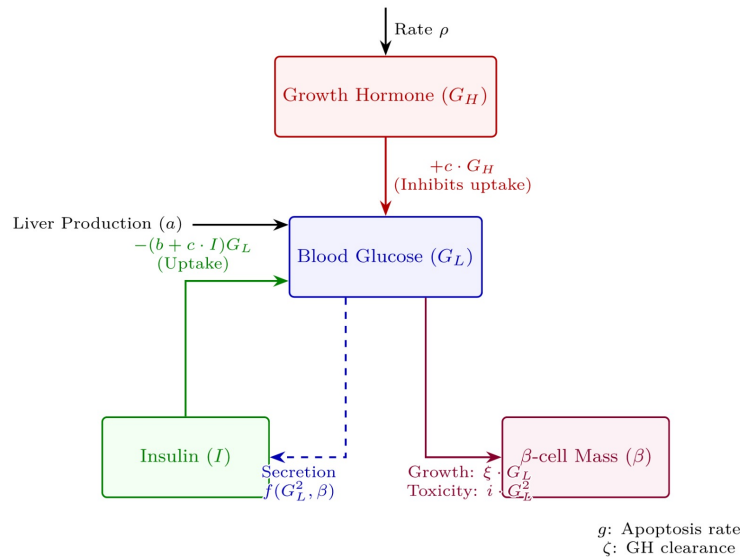 Rate ρ
Growth Hormone (G_H)
+c · G_H
(Inhibits uptake)
Liver Production (a)
−(b + c · I)G_L
(Uptake)
Blood Glucose (G_L)
Insulin (I)
β-cell Mass (β)
Secretion
f(G_L^2, β)
Growth: ξ · G_L
Toxicity: i · G_L^2
g: Apoptosis rate
ζ: GH clearance